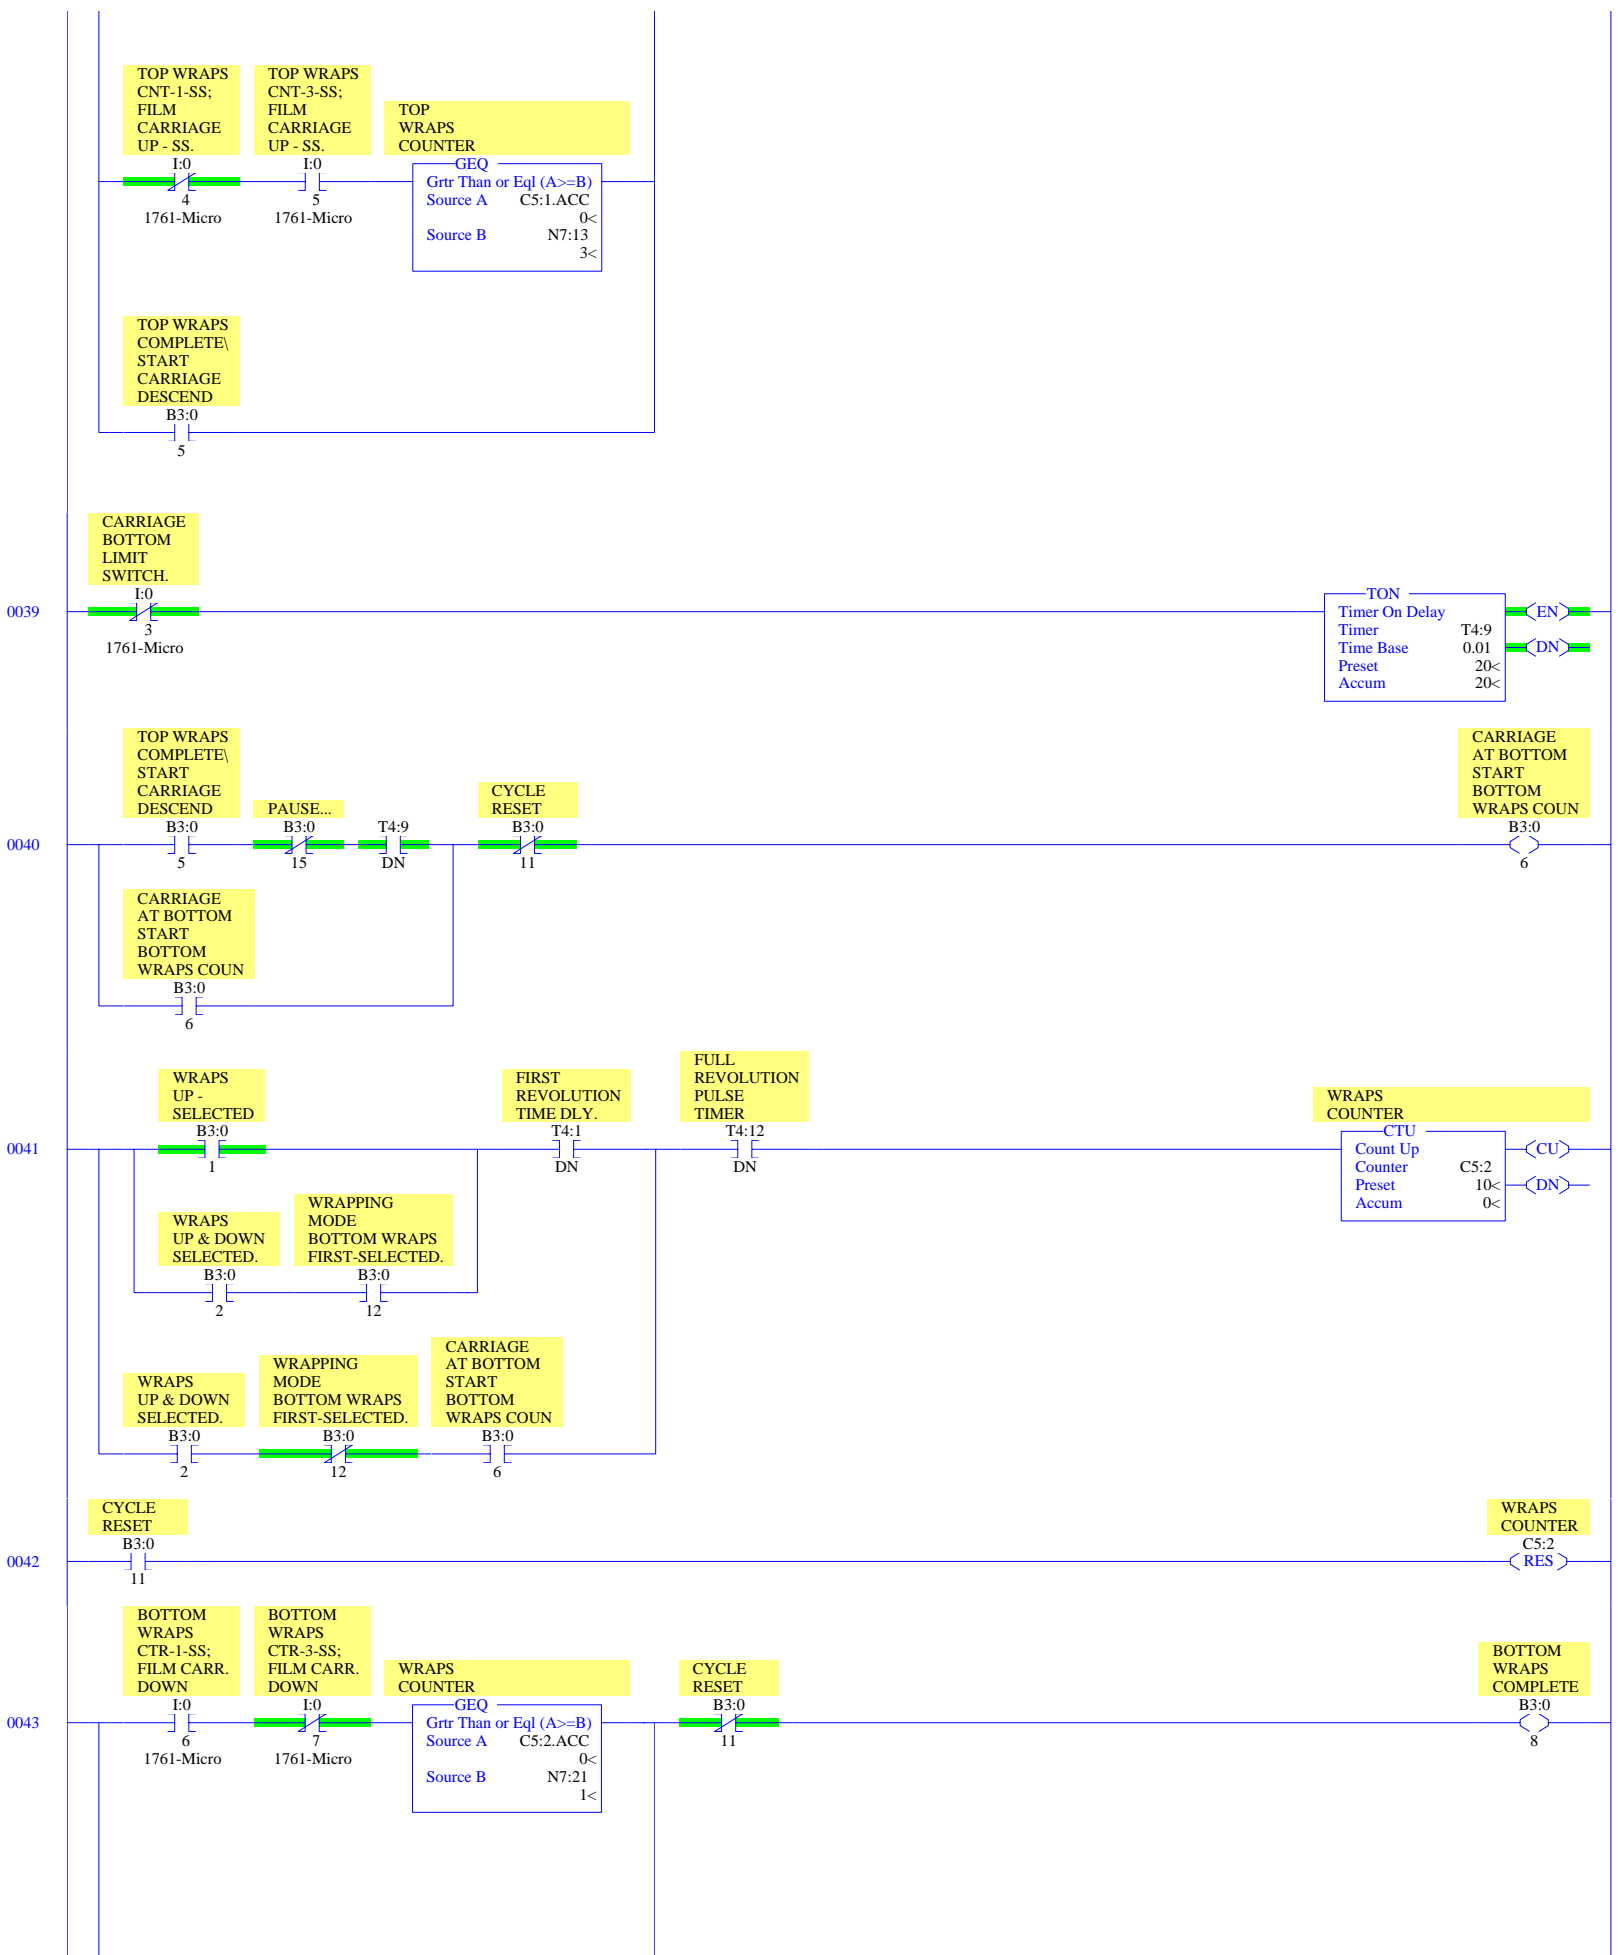 TOP WRAPS
CNT-1-SS;
FILM
CARRIAGE
UP - SS.
I:0
4
1761-Micro
TOP WRAPS
CNT-3-SS;
FILM
CARRIAGE
UP - SS.
I:0
5
1761-Micro
TOP
WRAPS
COUNTER
GEQ
Grtr Than or Eql (A>=B)
Source A C5:1.ACC
0<
Source B N7:13
3<
TOP WRAPS
COMPLETE\
START
CARRIAGE
DESCEND
B3:0
5
CARRIAGE
BOTTOM
LIMIT
SWITCH.
I:0
0039
3
1761-Micro
TON
Timer On Delay
Timer T4:9
Time Base 0.01
Preset 20<
Accum 20<
EN
DN
TOP WRAPS
COMPLETE\
START
CARRIAGE
DESCEND
B3:0
0040
5
PAUSE...
B3:0
15
T4:9
DN
CYCLE
RESET
B3:0
11
CARRIAGE
AT BOTTOM
START
BOTTOM
WRAPS COUN
B3:0
6
CARRIAGE
AT BOTTOM
START
BOTTOM
WRAPS COUN
B3:0
6
WRAPS
UP -
SELECTED
B3:0
0041
1
FIRST
REVOLUTION
TIME DLY.
T4:1
DN
FULL
REVOLUTION
PULSE
TIMER
T4:12
DN
WRAPS
COUNTER
CTU
Count Up
Counter C5:2
Preset 10<
Accum 0<
CU
DN
WRAPS
UP & DOWN
SELECTED.
B3:0
2
WRAPPING
MODE
BOTTOM WRAPS
FIRST-SELECTED.
B3:0
12
WRAPS
UP & DOWN
SELECTED.
B3:0
2
WRAPPING
MODE
BOTTOM WRAPS
FIRST-SELECTED.
B3:0
12
CARRIAGE
AT BOTTOM
START
BOTTOM
WRAPS COUN
B3:0
6
CYCLE
RESET
B3:0
0042
11
WRAPS
COUNTER
C5:2
RES
BOTTOM
WRAPS
CTR-1-SS;
FILM CARR.
DOWN
I:0
0043
6
1761-Micro
BOTTOM
WRAPS
CTR-3-SS;
FILM CARR.
DOWN
I:0
7
1761-Micro
WRAPS
COUNTER
GEQ
Grtr Than or Eql (A>=B)
Source A C5:2.ACC
0<
Source B N7:21
1<
CYCLE
RESET
B3:0
11
BOTTOM
WRAPS
COMPLETE
B3:0
8